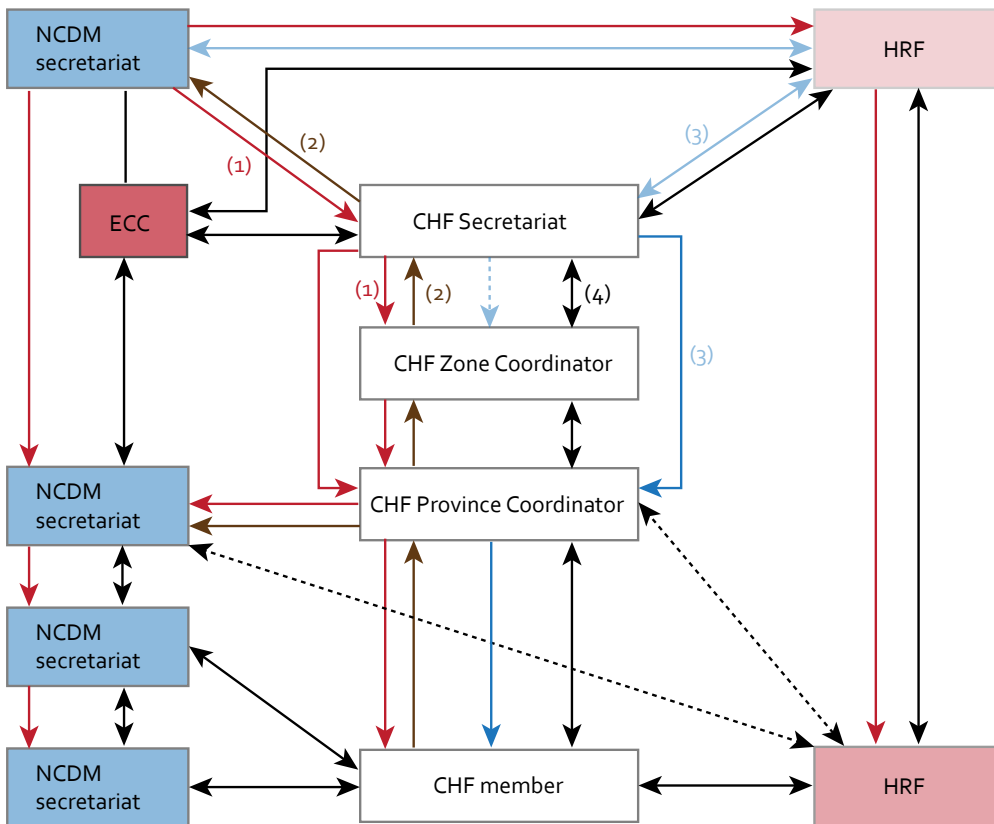 NCDM
secretariat
HRF
(2)
(3)
(1)
ECC
CHF Secretariat
(1)
(2)
(4)
CHF Zone Coordinator
(3)
NCDM
secretariat
CHF Province Coordinator
NCDM
secretariat
NCDM
secretariat
CHF member
HRF